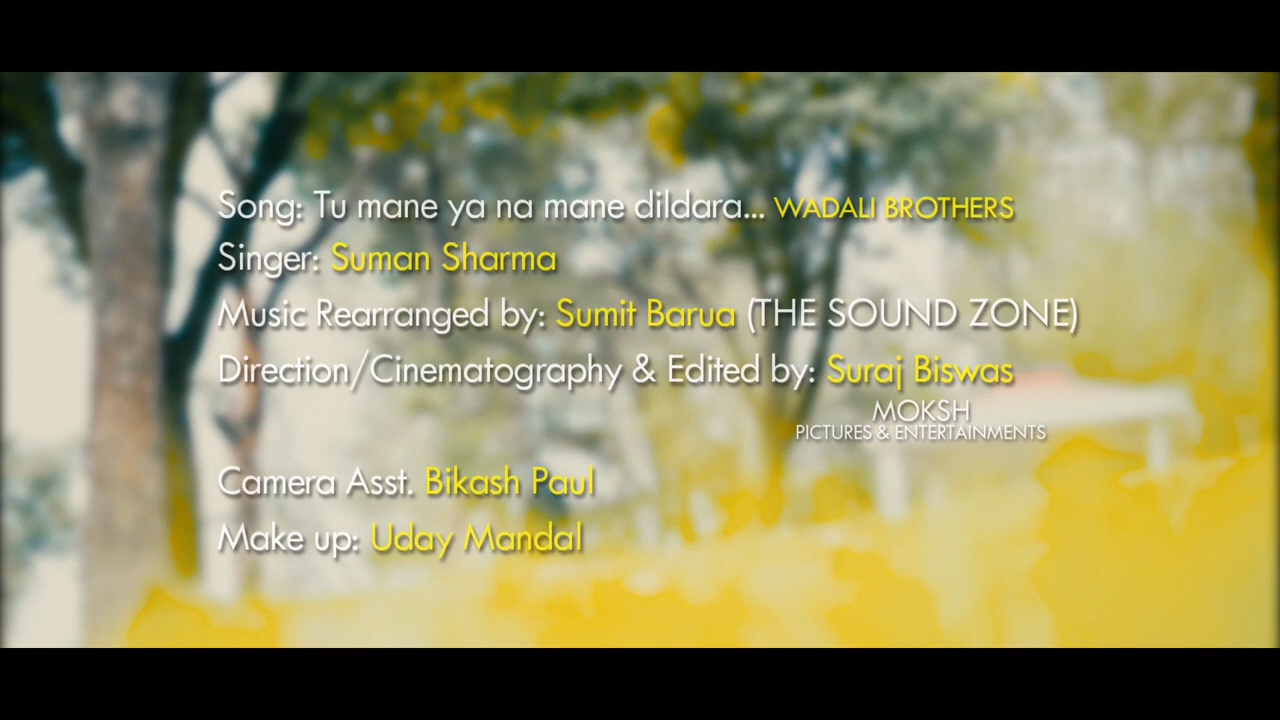 Song: Tu mane ya na mane dildara... WADALI BROTHERS
Singer: Suman Sharma
Music Rearranged by: Sumit Barua (THE SOUND ZONE)
Direction/Cinematography & Edited by: Suraj Biswas
MOKSH
PICTURES & ENTERTAINMENTS
Camera Asst. Bikash Paul
Make up: Uday Mandal